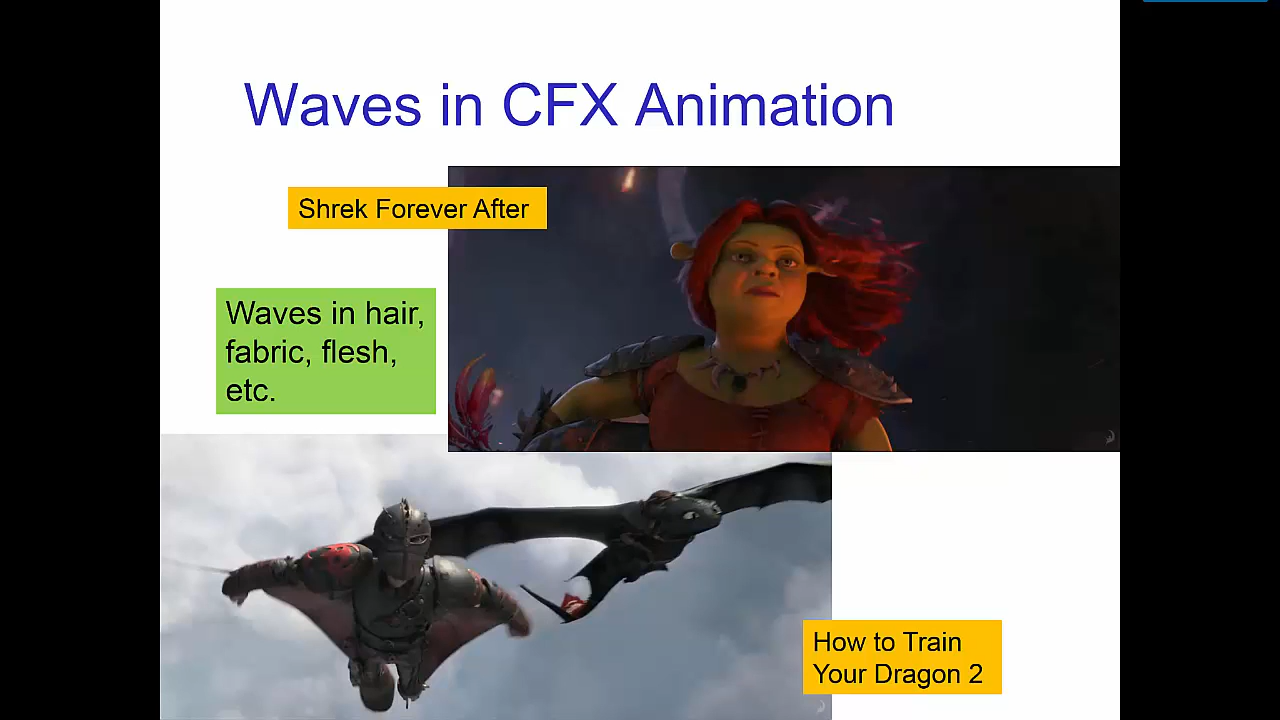 Waves in CFX Animation
Shrek Forever After
Waves in hair,
fabric, flesh,
etc.
How to Train
Your Dragon 2